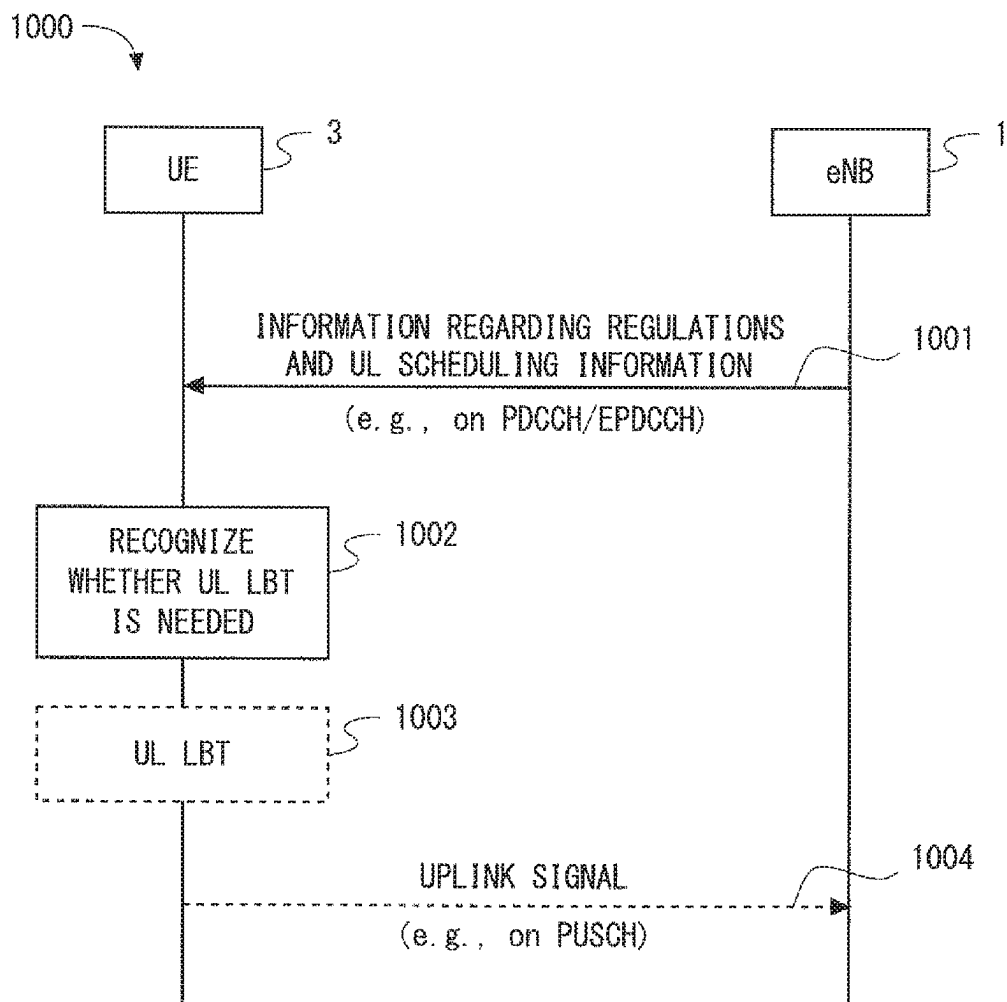 1000
3
1
UE
eNB
INFORMATION REGARDING REGULATIONS
AND UL SCHEDULING INFORMATION
1001
(e.g., on PDCCH/EPDCCH)
RECOGNIZE
WHETHER UL LBT
IS NEEDED
1002
1003
UL LBT
1004
UPLINK SIGNAL
(e.g., on PUSCH)